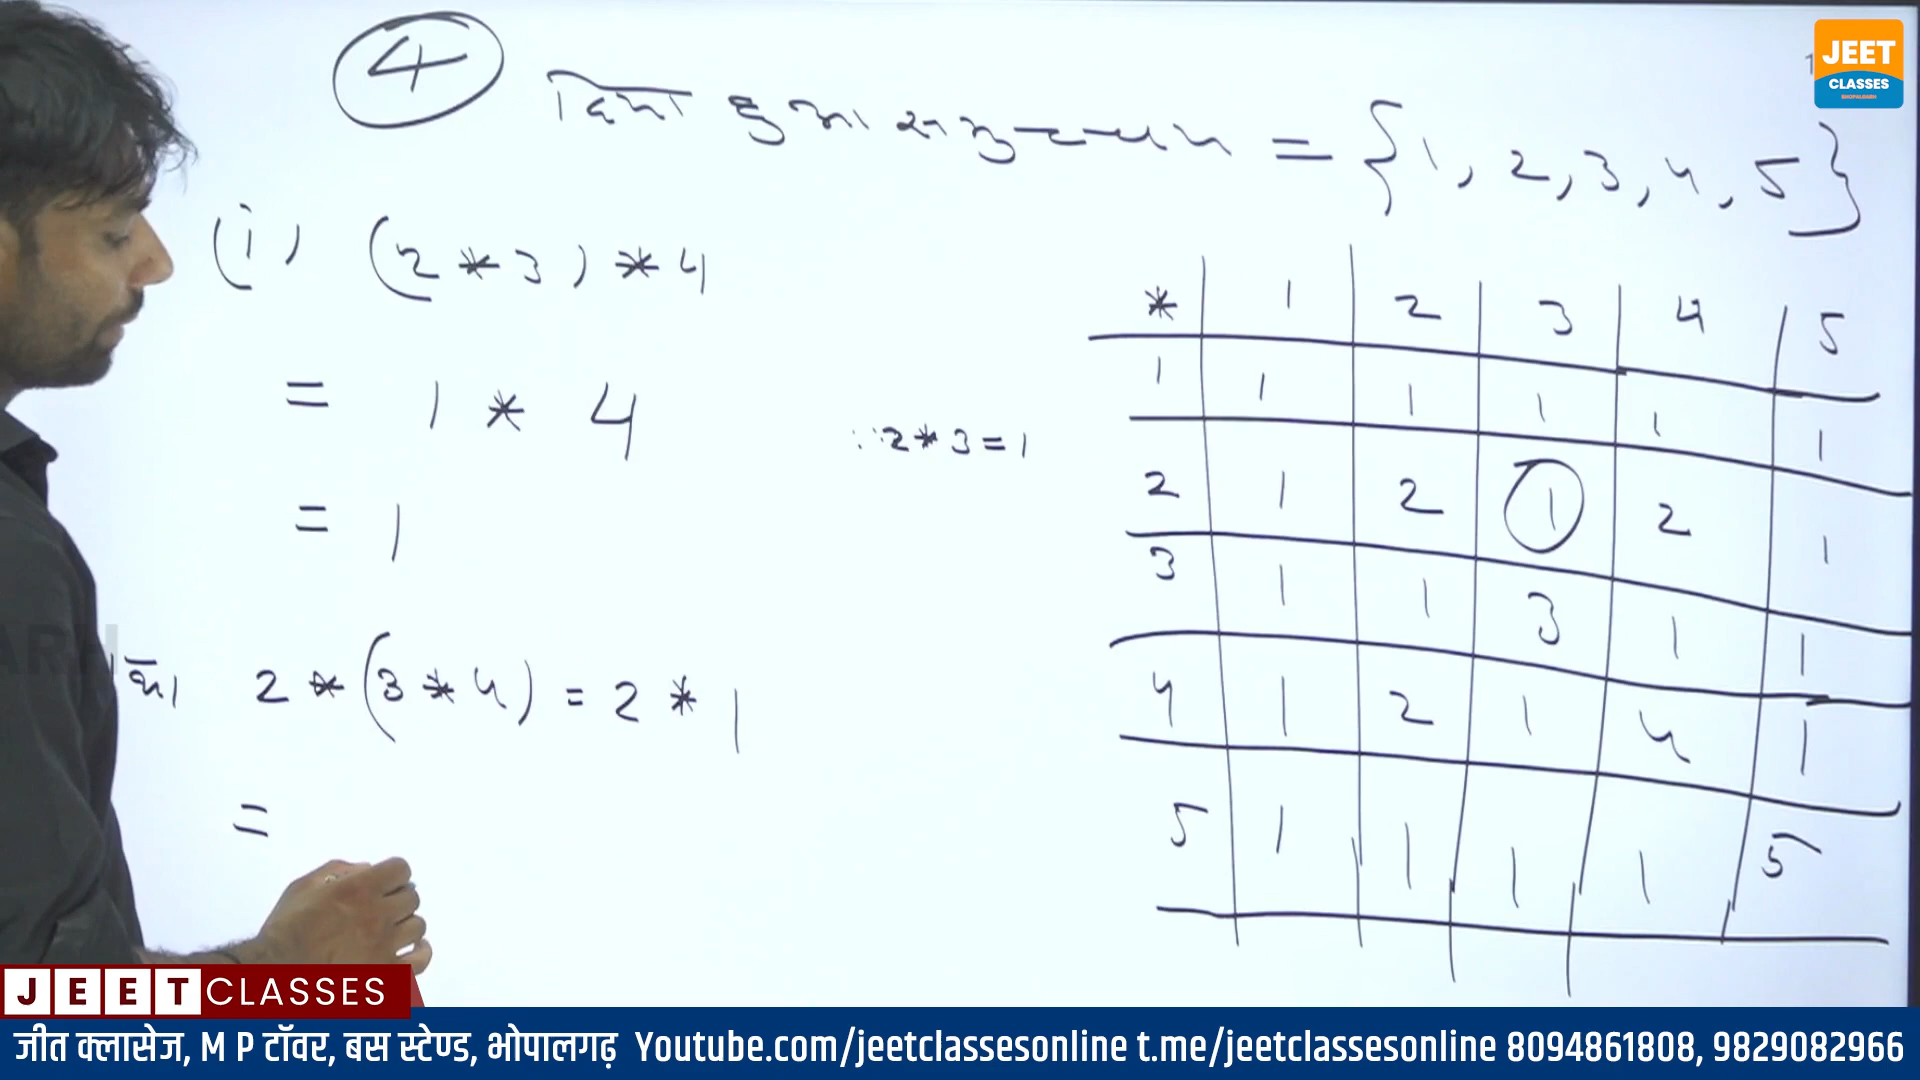 4 दिया हुआ समुच्चय = {1, 2, 3, 4, 5}
JEET
CLASSES
(i) (2 * 3) * 4
= 1 * 4
∵ 2 * 3 = 1
= 1
तथा 2 * (3 * 4) = 2 * 1
=
* 1 2 3 4 5
1 1 1 1 1 1
2 1 2 1 2 1
3 1 1 3 1 1
4 1 2 1 4 1
5 1 1 1 1 5
JEET CLASSES
जीत क्लासेज, M P टॉवर, बस स्टेण्ड, भोपालगढ़ Youtube.com/jeetclassesonline t.me/jeetclassesonline 8094861808, 9829082966